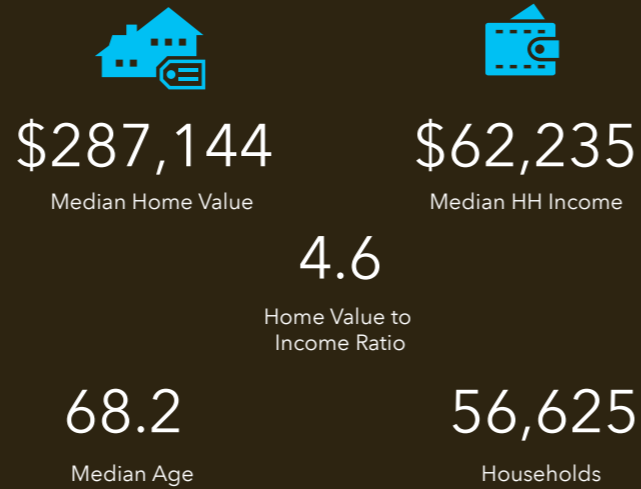 $287,144
Median Home Value
$62,235
Median HH Income
4.6
Home Value to
Income Ratio
68.2
Median Age
56,625
Households